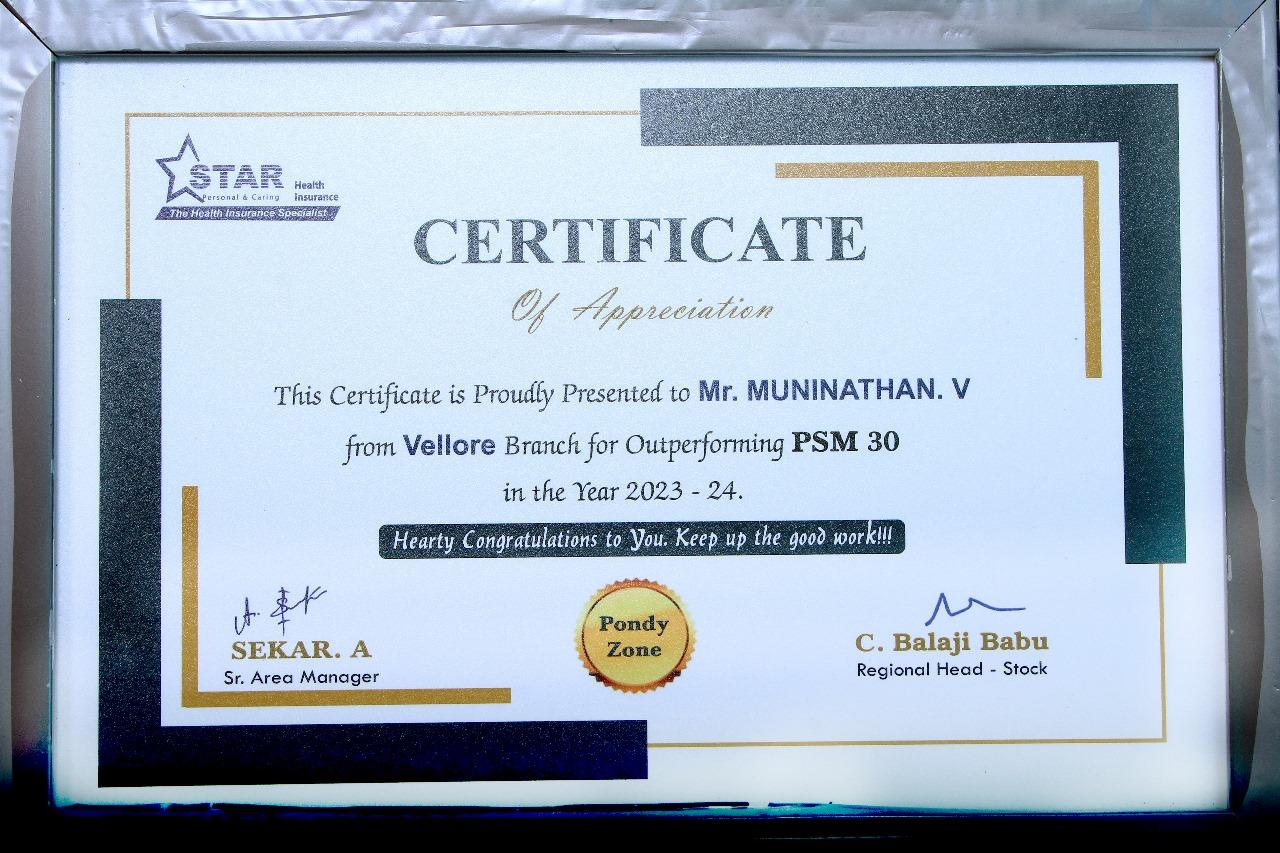 STAR Health
Personal & Caring Insurance
The Health Insurance Specialist
CERTIFICATE
Of Appreciation
This Certificate is Proudly Presented to Mr. MUNINATHAN. V
from Vellore Branch for Outperforming PSM 30
in the Year 2023 - 24.
Hearty Congratulations to You. Keep up the good work!!!
SEKAR. A
Sr. Area Manager
Pondy
Zone
C. Balaji Babu
Regional Head - Stock